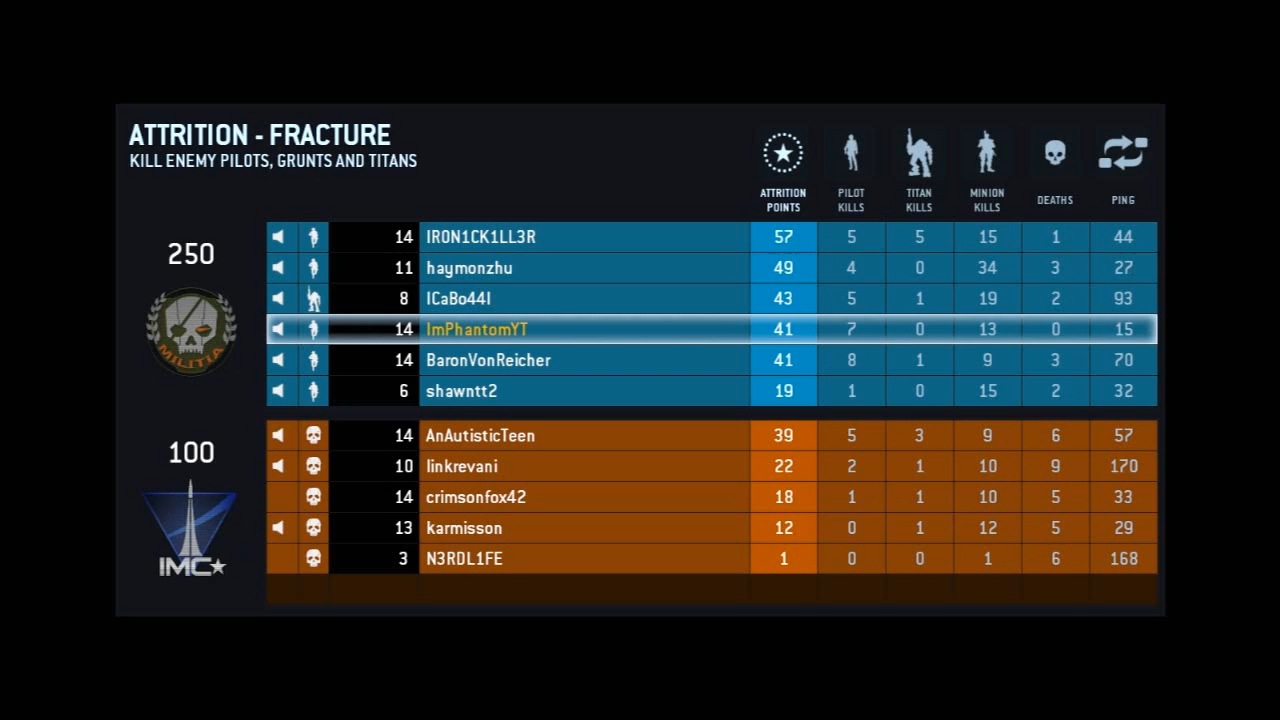 ATTRITION - FRACTURE
KILL ENEMY PILOTS, GRUNTS AND TITANS
ATTRITION POINTS PILOT KILLS TITAN KILLS MINION KILLS DEATHS PING
250
MILITIA
14 IRON1CK1LL3R 57 5 5 15 1 44
11 haymonzhu 49 4 0 34 3 27
8 ICaBo44I 43 5 1 19 2 93
14 ImPhantomYT 41 7 0 13 0 15
14 BaronVonReicher 41 8 1 9 3 70
6 shawntt2 19 1 0 15 2 32
100
IMC
14 AnAutisticTeen 39 5 3 9 6 57
10 linkrevani 22 2 1 10 9 170
14 crimsonfox42 18 1 1 10 5 33
13 karmisson 12 0 1 12 5 29
3 N3RDL1FE 1 0 0 1 6 168